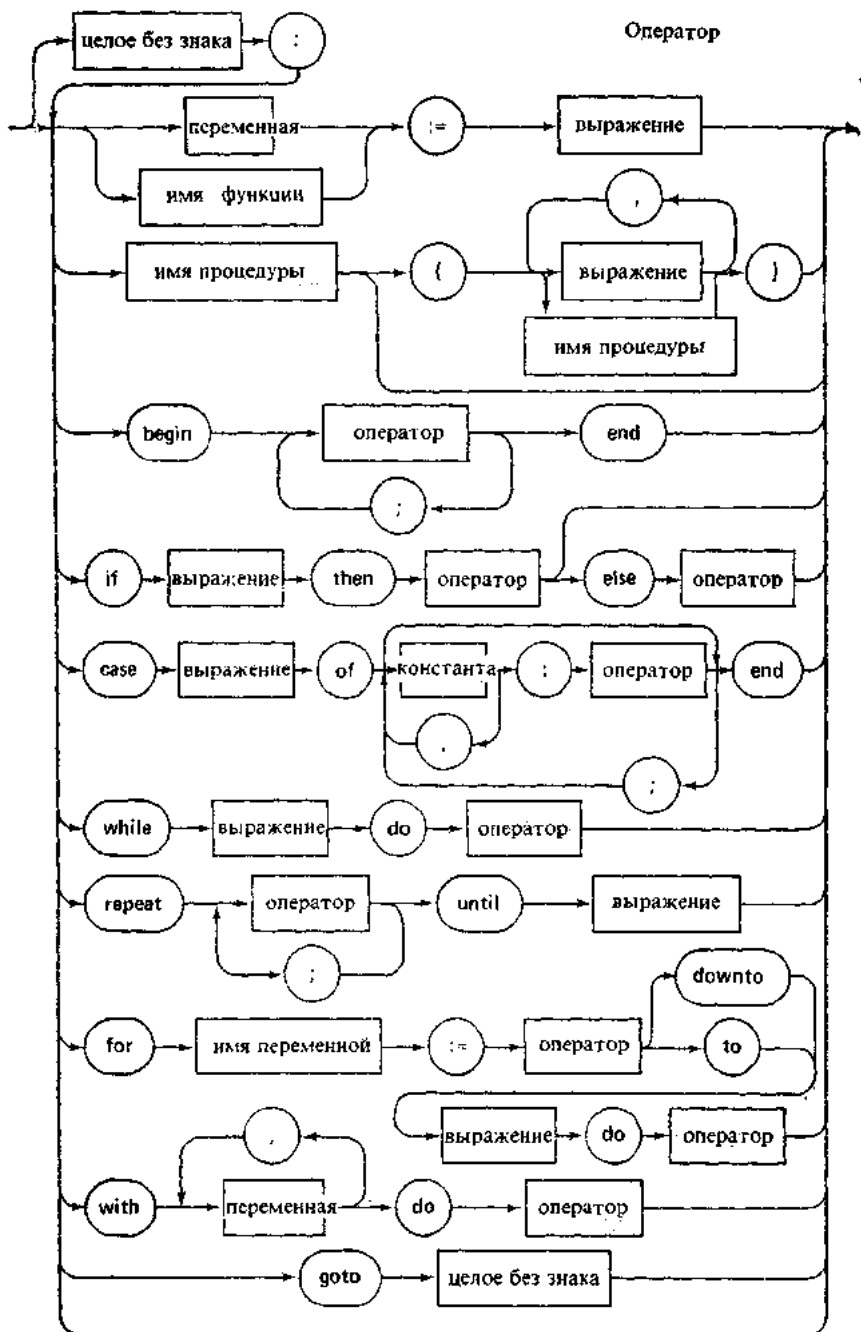 Оператор
целое без знака :
переменная := выражение
имя функции ,
имя процедуры ( выражение )
имя процедуры
begin оператор end
;
if выражение then оператор else оператор
case выражение of константа : оператор end
,
;
while выражение do оператор
repeat оператор until выражение
;
downto
for имя переменной := оператор to
, выражение do оператор
with переменная do оператор
goto целое без знака